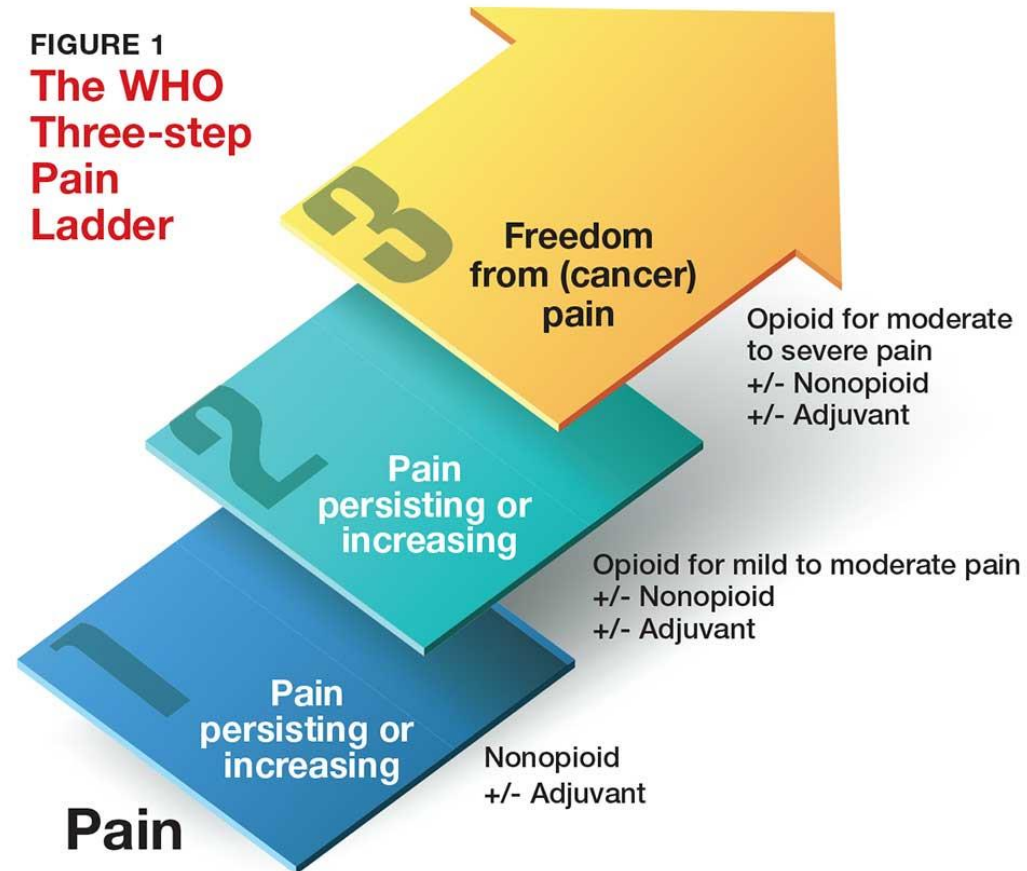 FIGURE 1
The WHO
Three-step
Pain
Ladder
3
Freedom
from (cancer)
pain
Opioid for moderate
to severe pain
+/- Nonopioid
+/- Adjuvant
2
Pain
persisting or
increasing
Opioid for mild to moderate pain
+/- Nonopioid
+/- Adjuvant
1
Pain
persisting or
increasing
Nonopioid
+/- Adjuvant
Pain